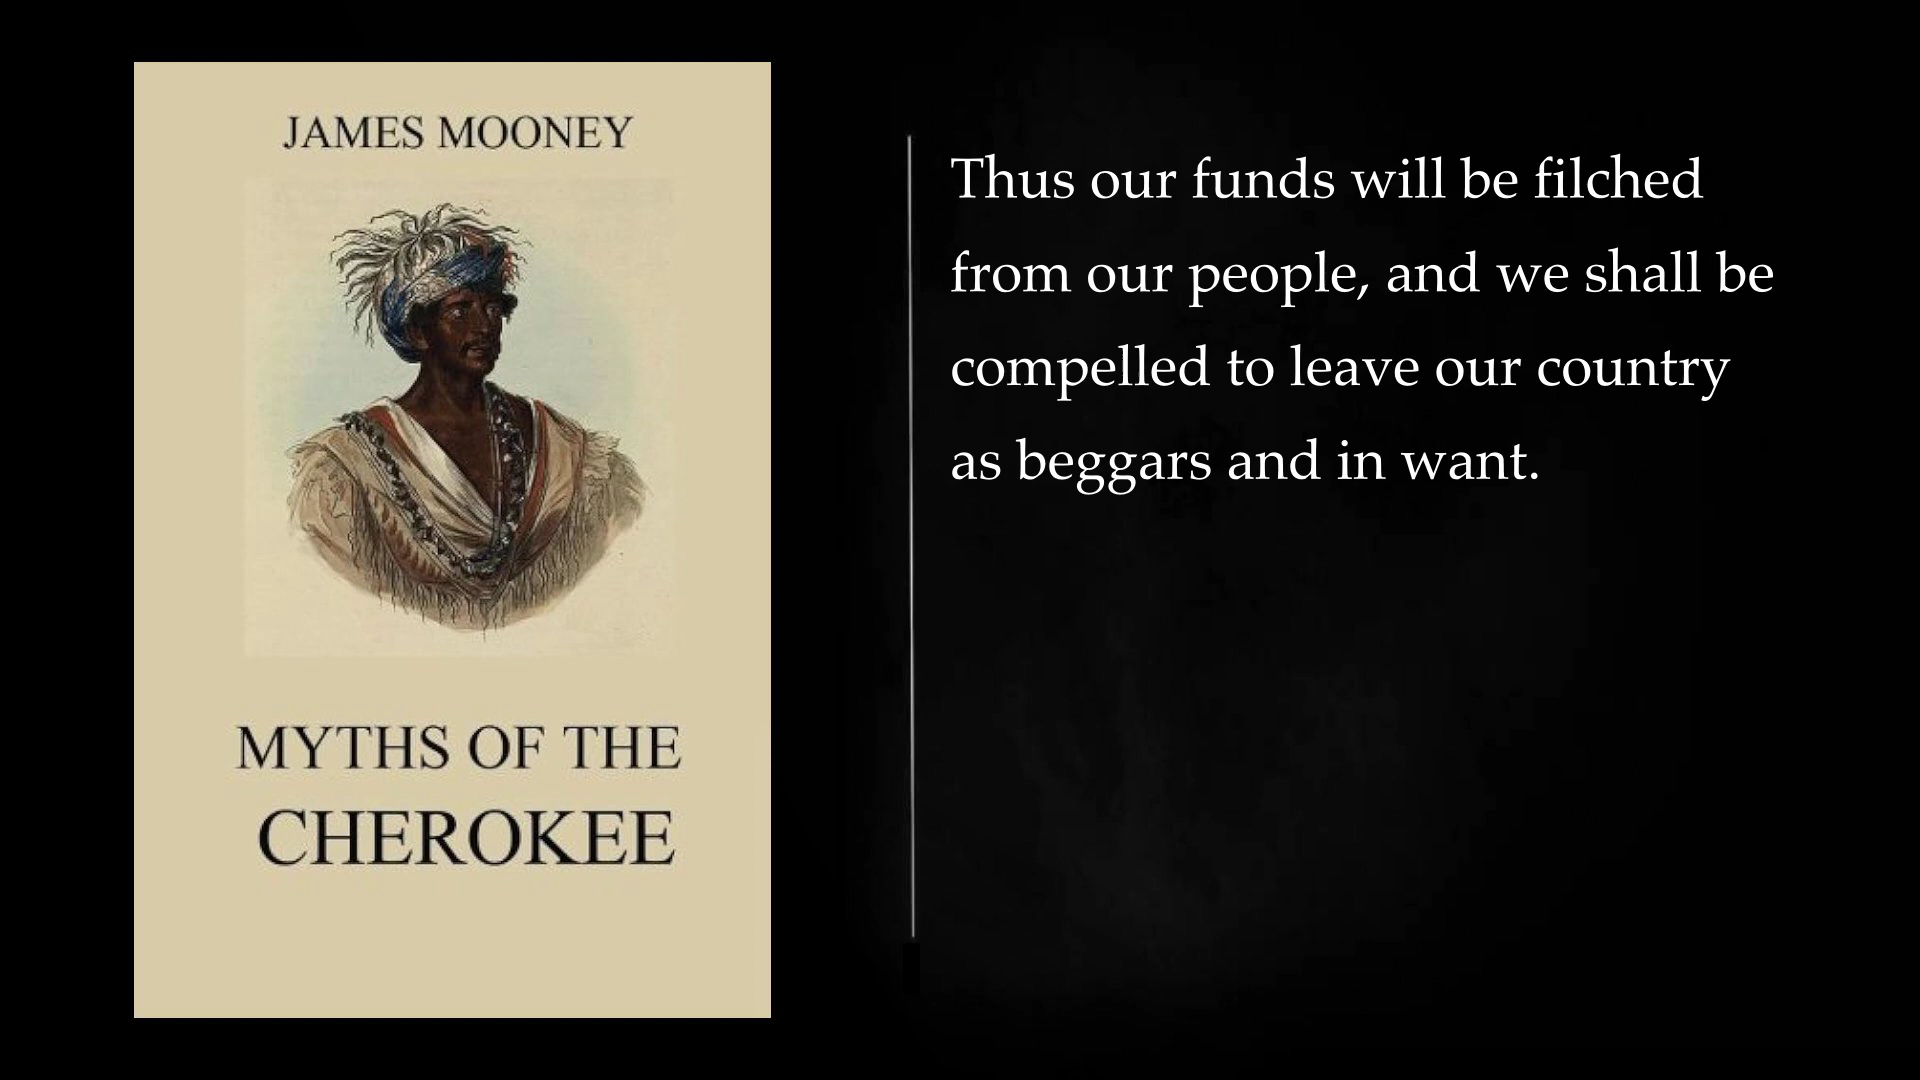 JAMES MOONEY
MYTHS OF THE
CHEROKEE
Thus our funds will be filched
from our people, and we shall be
compelled to leave our country
as beggars and in want.